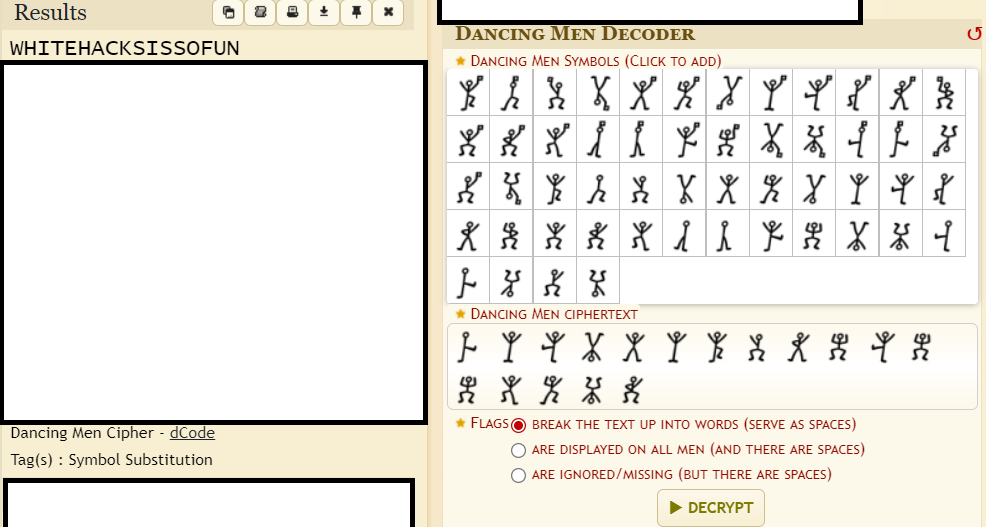 Results
WHITEHACKSISSOFUN
Dancing Men Cipher - dCode
Tag(s) : Symbol Substitution
Dancing Men Decoder
★ Dancing Men Symbols (Click to add)
★ Dancing Men ciphertext
★ Flags
Break the text up into words (serve as spaces)
are displayed on all men (and there are spaces)
are ignored/missing (but there are spaces)
▶ DECRYPT